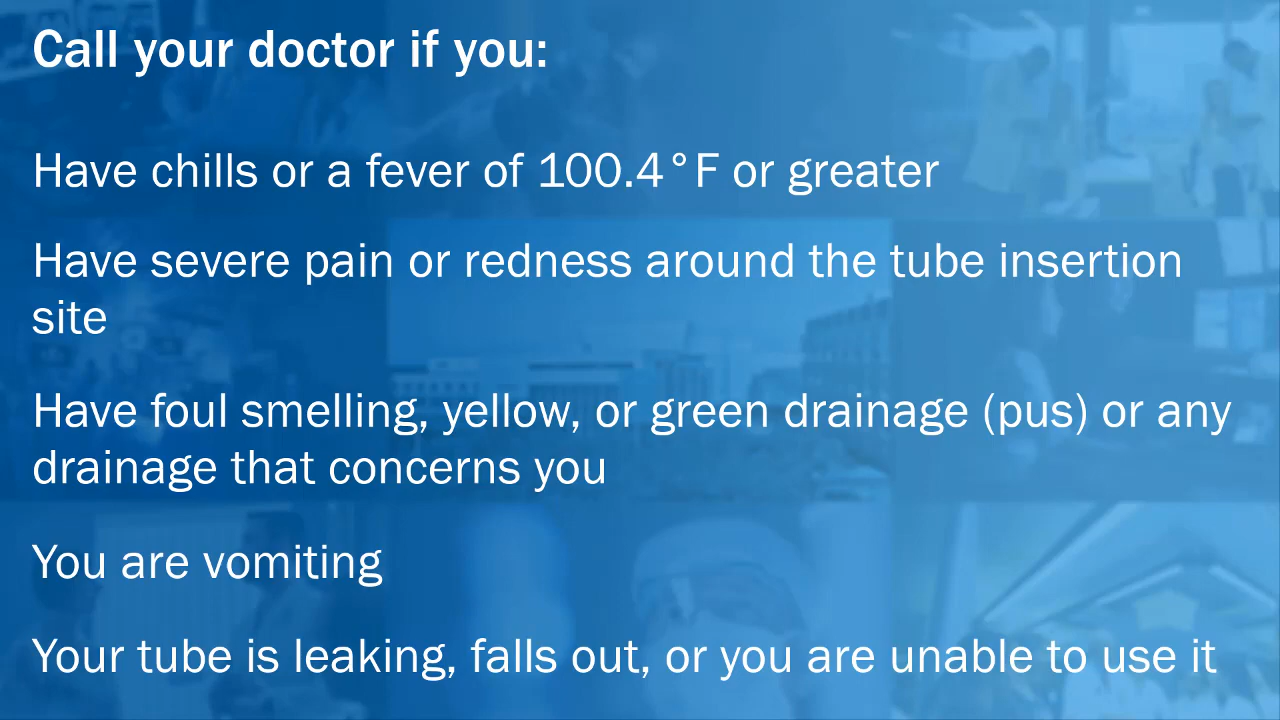 Call your doctor if you:
Have chills or a fever of 100.4°F or greater
Have severe pain or redness around the tube insertion
site
Have foul smelling, yellow, or green drainage (pus) or any
drainage that concerns you
You are vomiting
Your tube is leaking, falls out, or you are unable to use it